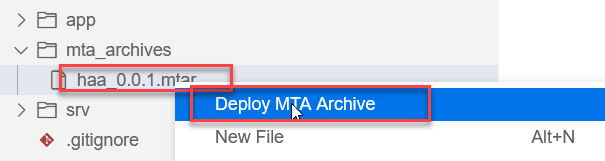 app
mta_archives
haa_0.0.1.mtar
Deploy MTA Archive
srv
New File Alt+N
.gitignore